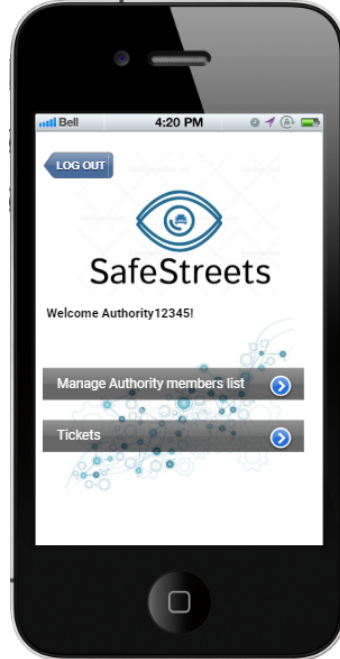 Bell 4:20 PM
LOG OUT
SafeStreets
Welcome Authority12345!
Manage Authority members list
Tickets